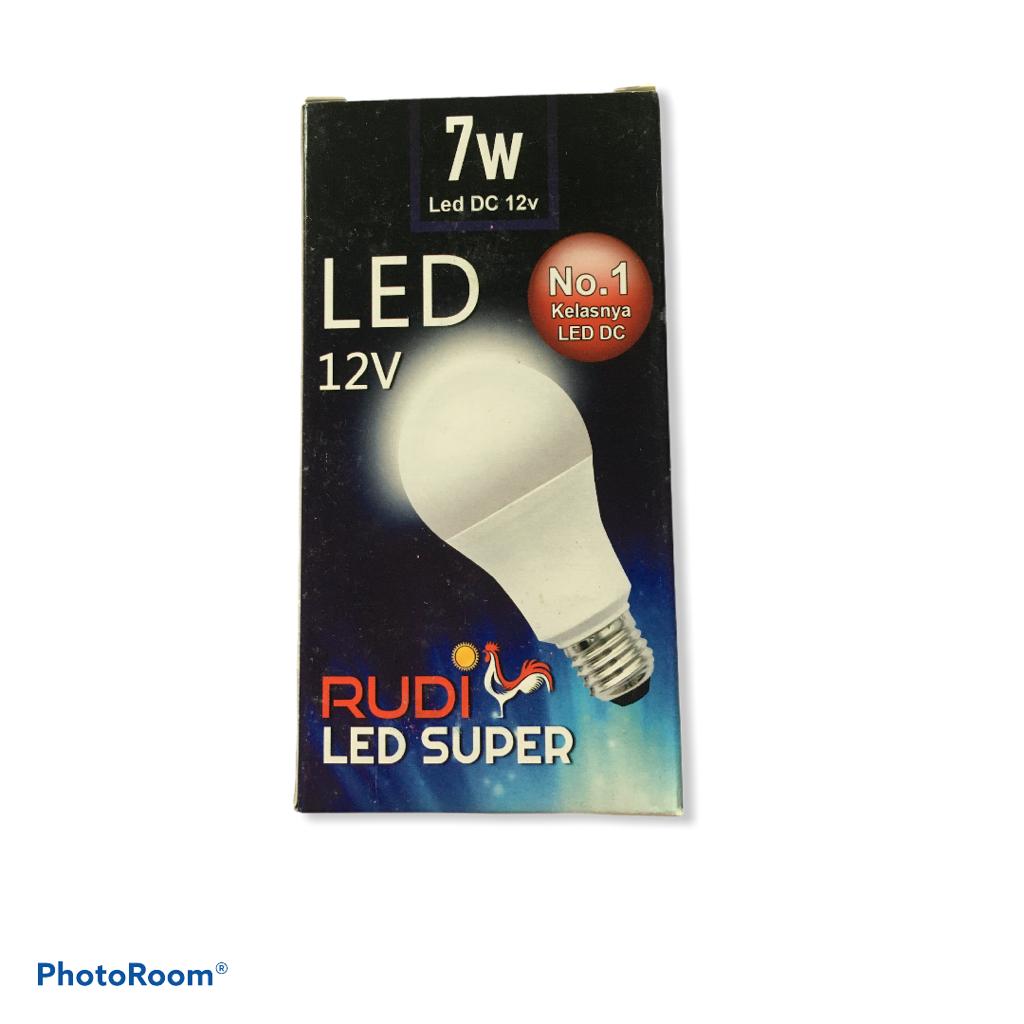 7w
Led DC 12v
LED
No.1
Kelasnya
LED DC
12V
RUDI
LED SUPER
PhotoRoom®